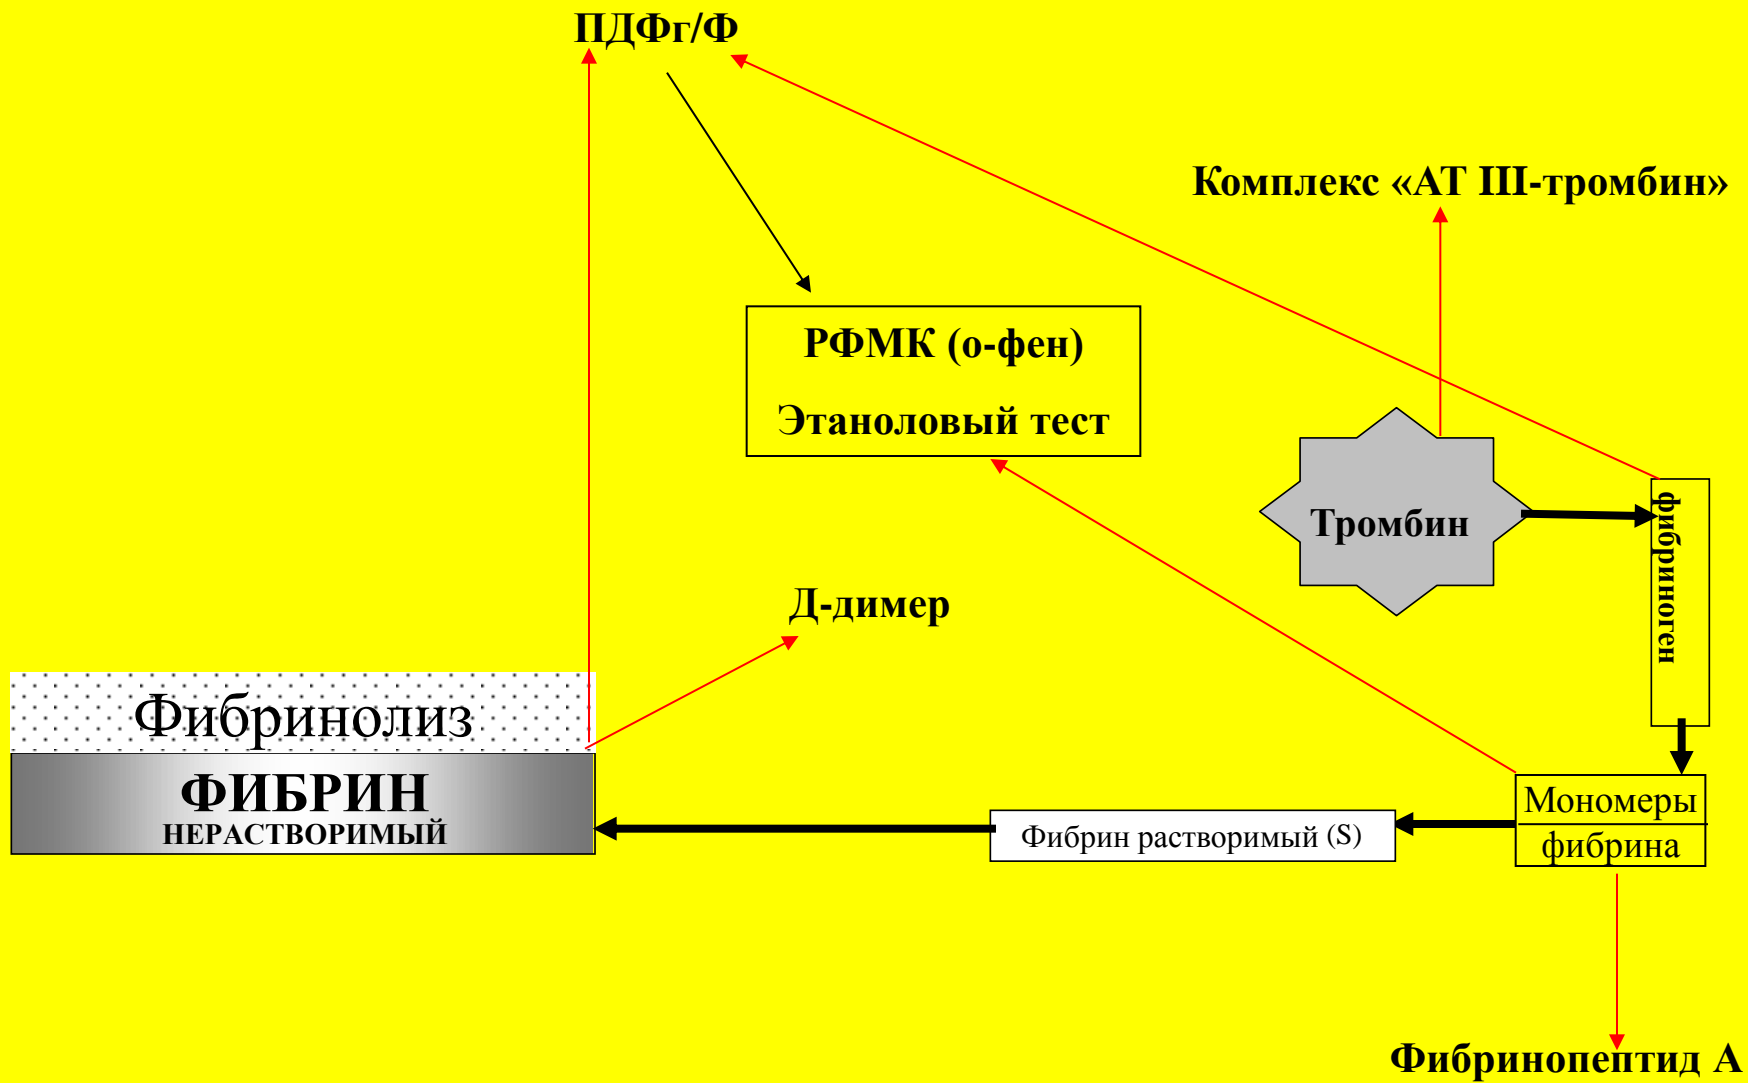 ПДФг/Ф
Комплекс «АТ III-тромбин»
РФМК (о-фен)
Этаноловый тест
Тромбин
фибриноген
Д-димер
Фибринолиз
ФИБРИН
НЕРАСТВОРИМЫЙ
Фибрин растворимый (S)
Мономеры
фибрина
Фибринопептид А